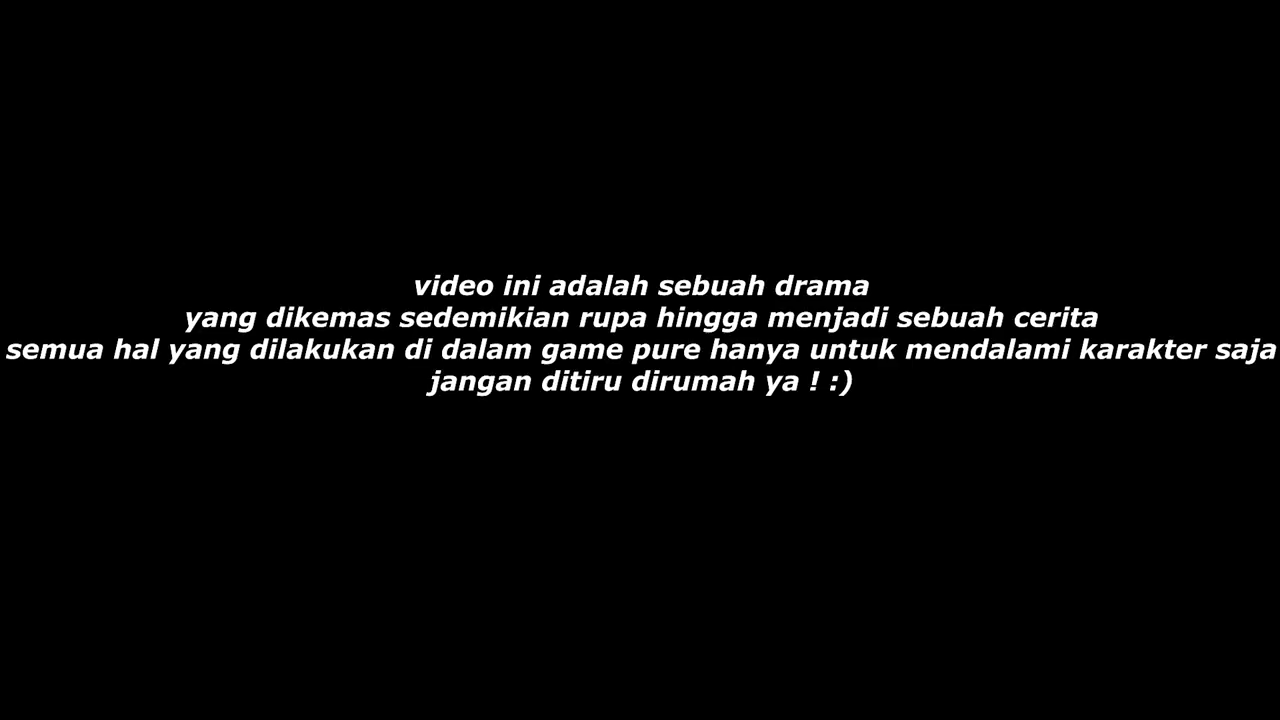 video ini adalah sebuah drama
yang dikemas sedemikian rupa hingga menjadi sebuah cerita
semua hal yang dilakukan di dalam game pure hanya untuk mendalami karakter saja
jangan ditiru dirumah ya ! :)